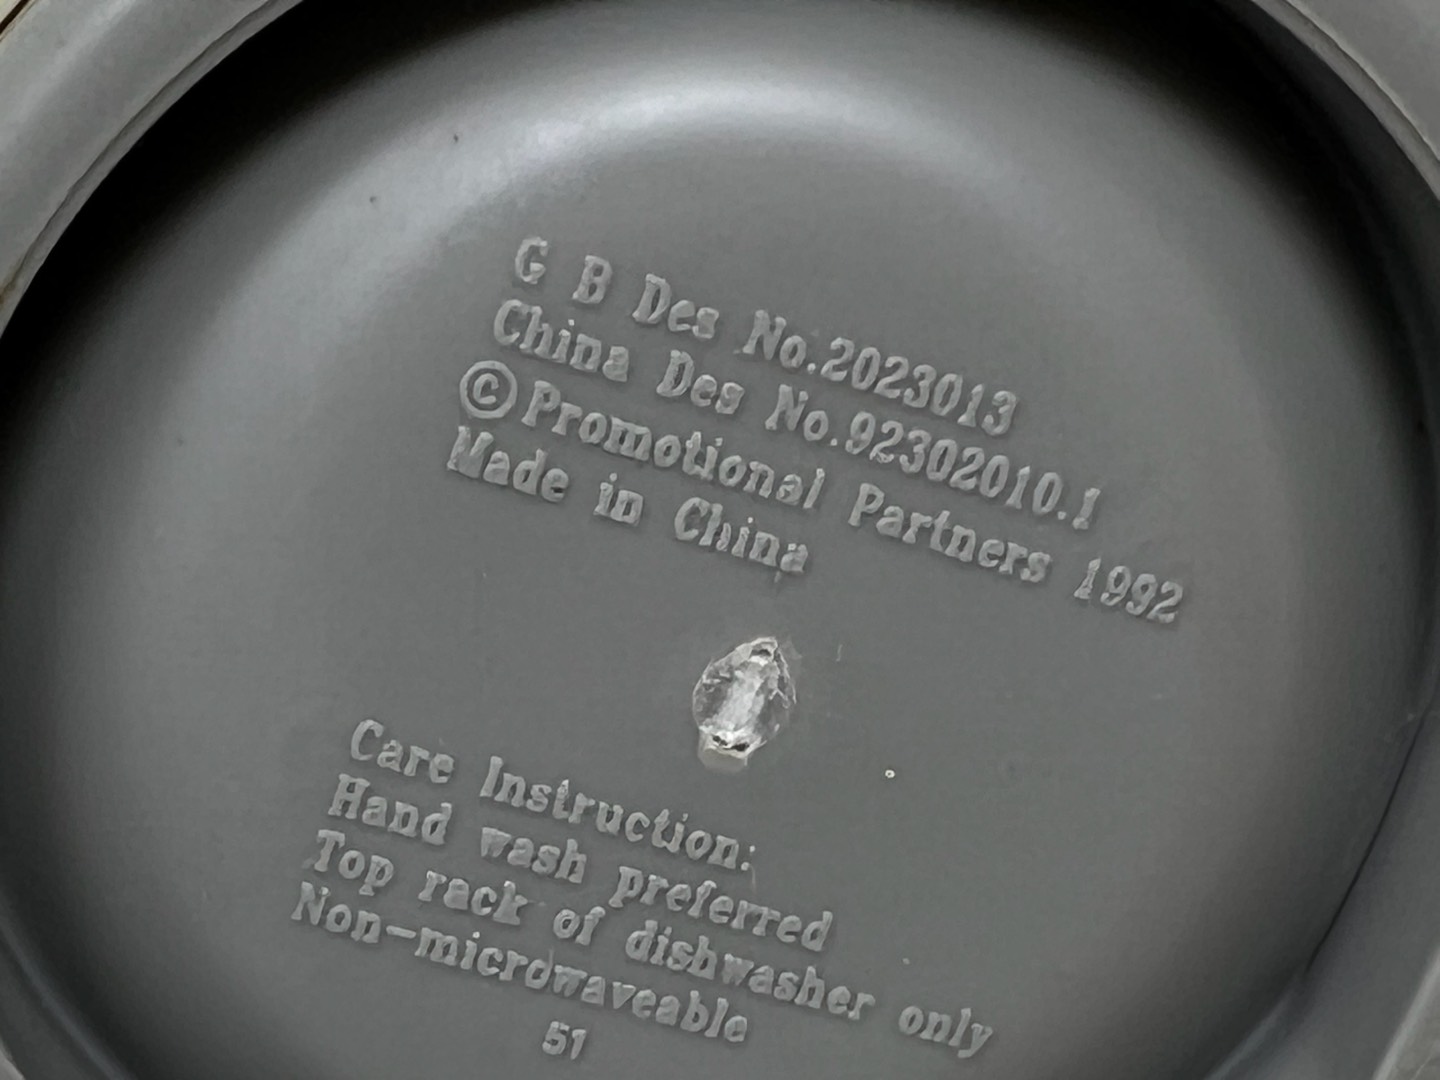 G B Des No.2023013
China Des No.92302010.1
©Promotional Partners 1992
Made in China
Care Instruction:
Hand wash preferred
Top rack of dishwasher only
Non-microwaveable
51